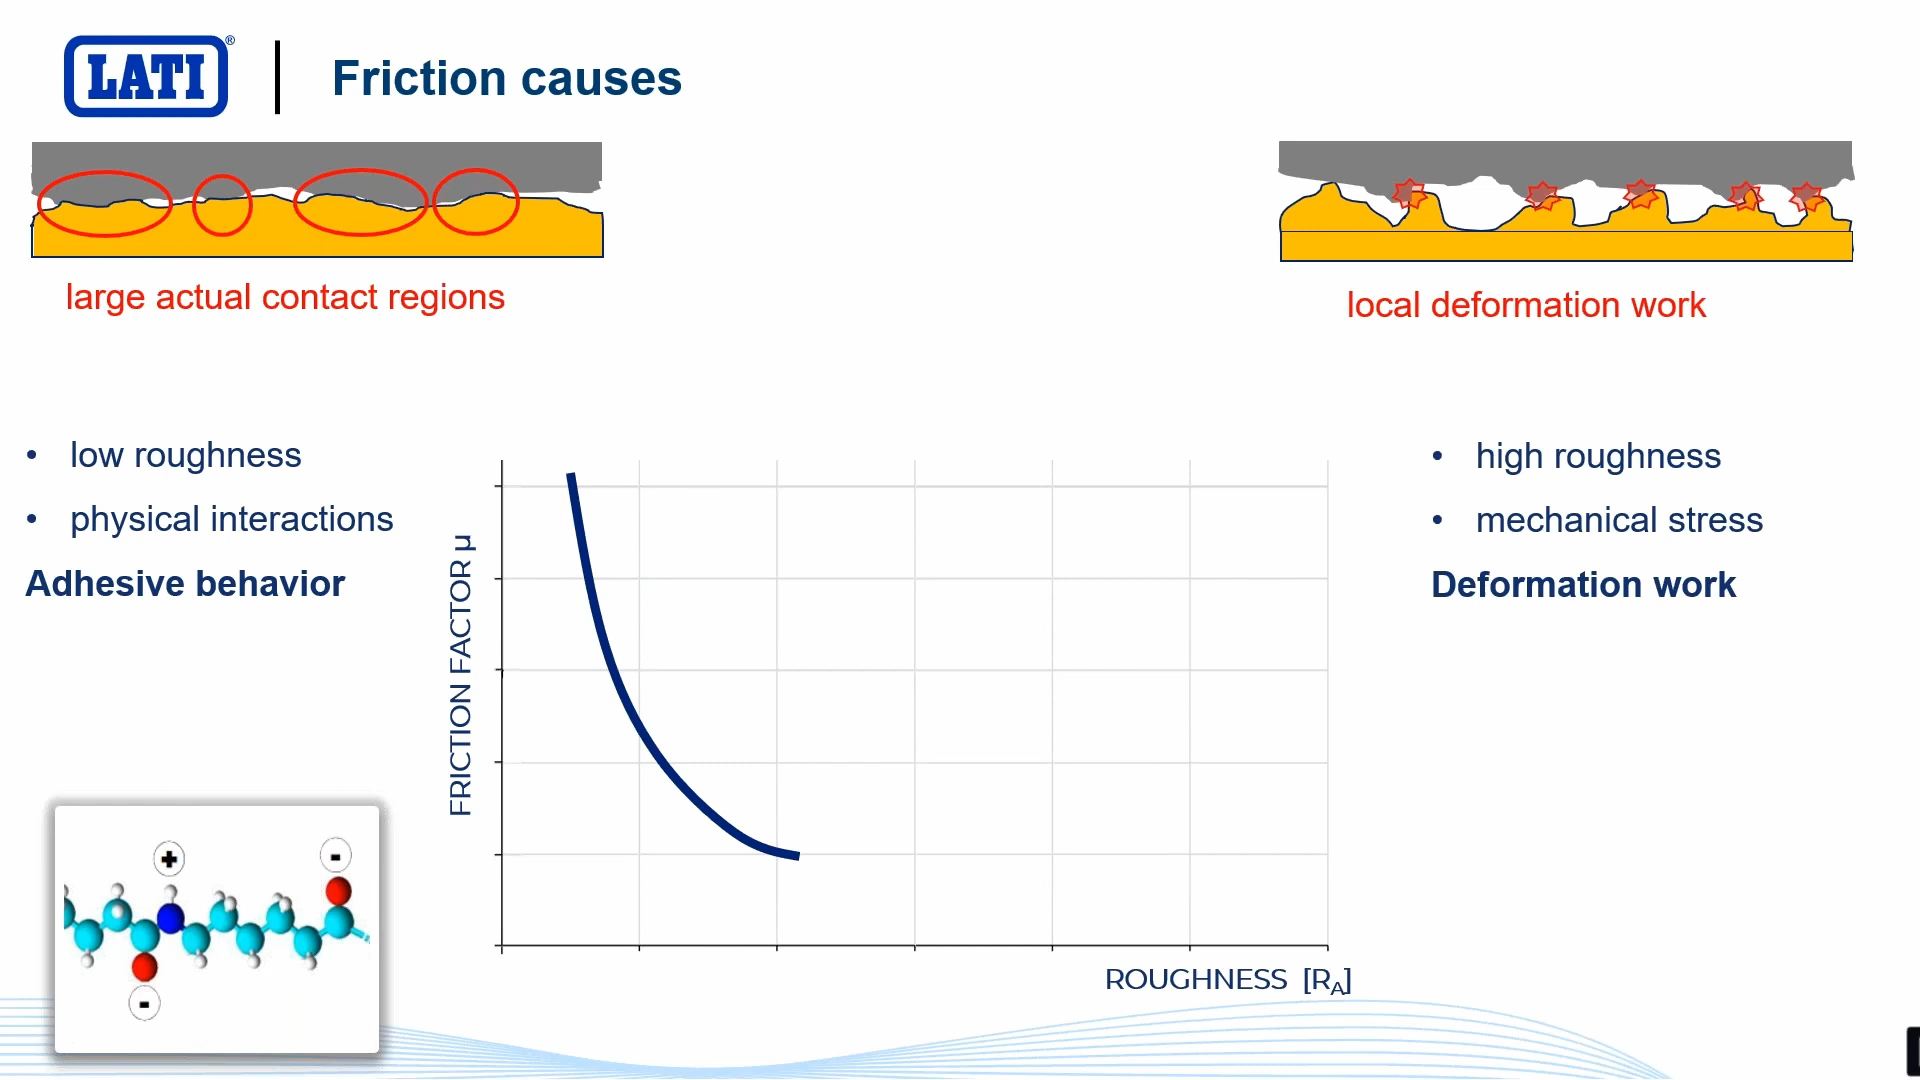 LATI®
Friction causes
large actual contact regions
local deformation work
• low roughness
• physical interactions
Adhesive behavior
• high roughness
• mechanical stress
Deformation work
FRICTION FACTOR µ
ROUGHNESS [RA]
+
-
-